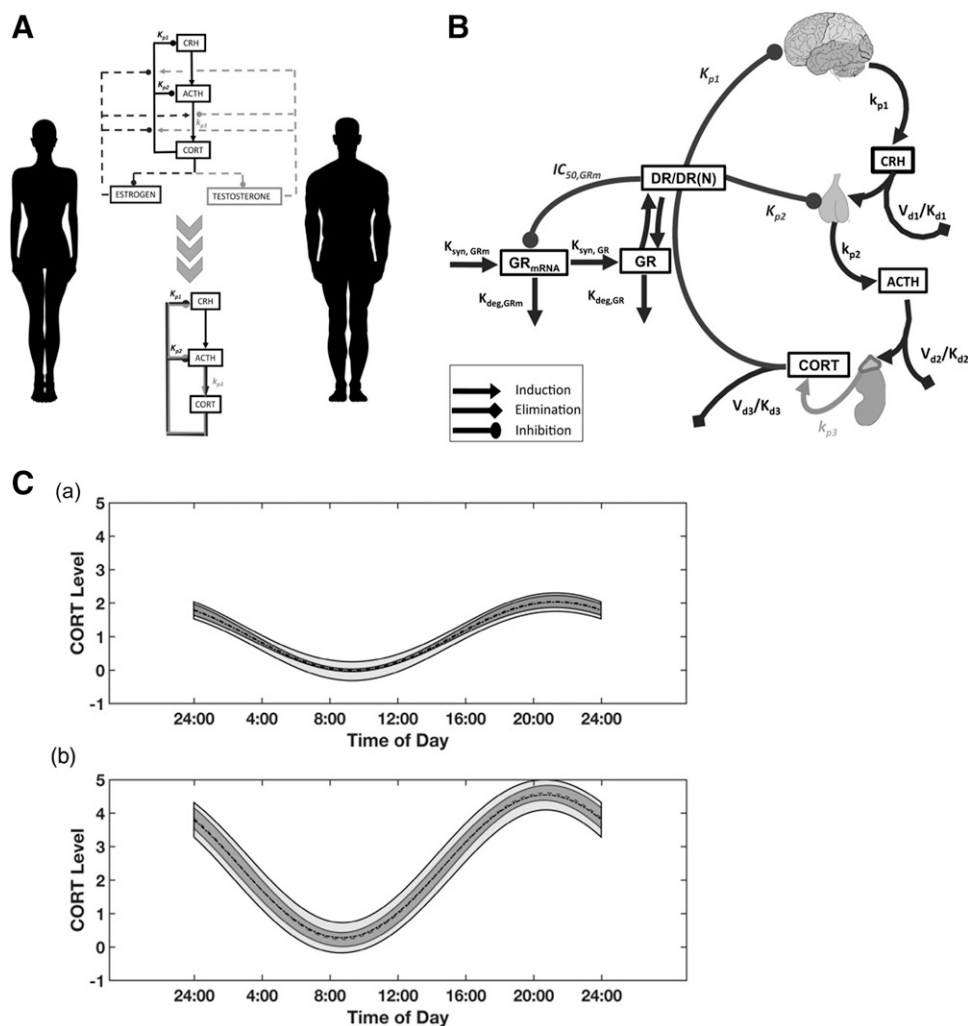 A
K_p1
CRH
K_p2
ACTH
k_p3
CORT
ESTROGEN
TESTOSTERONE
K_p1
CRH
K_p2
ACTH
k_p3
CORT
B
K_p1
k_p1
CRH
IC_50,GRm
DR/DR(N)
K_p2
V_d1/K_d1
K_syn, GRm
GR_mRNA
K_syn, GR
GR
k_p2
ACTH
K_deg,GRm
K_deg,GR
CORT
V_d2/K_d2
V_d3/K_d3
k_p3
Induction
Elimination
Inhibition
C
(a)
CORT Level
5
4
3
2
1
0
-1
24:00 4:00 8:00 12:00 16:00 20:00 24:00
Time of Day
(b)
CORT Level
5
4
3
2
1
0
-1
24:00 4:00 8:00 12:00 16:00 20:00 24:00
Time of Day